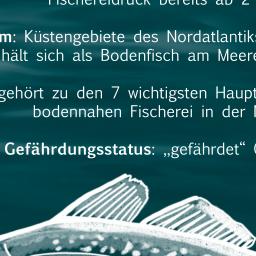 Fischereidruck bereits ab 2
m: Küstengebiete des Nordatlantiks
hält sich als Bodenfisch am Meere
gehört zu den 7 wichtigsten Haupt
bodennahen Fischerei in der
Gefährdungsstatus: „gefährdet“